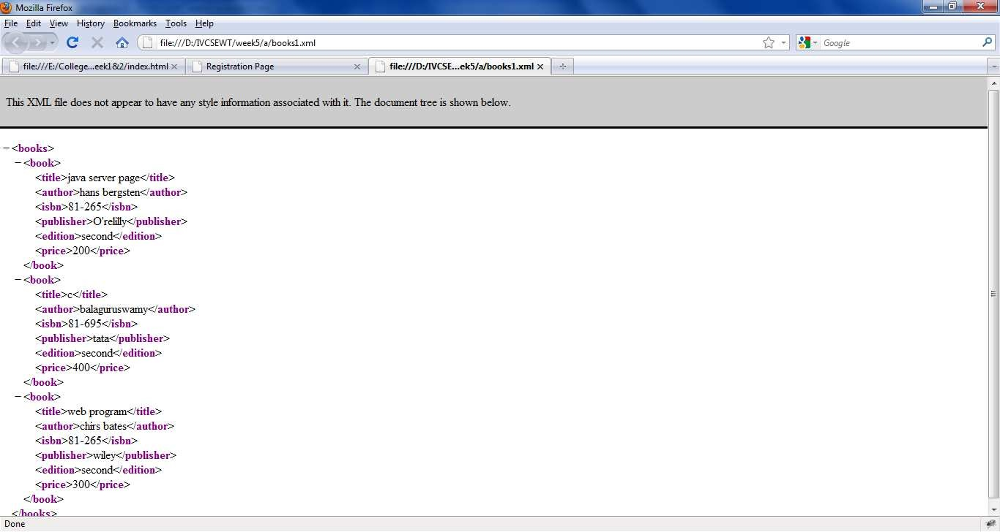 Mozilla Firefox
File Edit View History Bookmarks Tools Help
file:///D:/IVCSEWT/week5/a/books1.xml
Google
file:///E:/College...eek1&2/index.html
Registration Page
file:///D:/IVCSE...ek5/a/books1.xml
This XML file does not appear to have any style information associated with it. The document tree is shown below.
−<books>
−<book>
<title>java server page</title>
<author>hans bergsten</author>
<isbn>81-265</isbn>
<publisher>O'relilly</publisher>
<edition>second</edition>
<price>200</price>
</book>
−<book>
<title>c</title>
<author>balaguruswamy</author>
<isbn>81-695</isbn>
<publisher>tata</publisher>
<edition>second</edition>
<price>400</price>
</book>
−<book>
<title>web program</title>
<author>chirs bates</author>
<isbn>81-265</isbn>
<publisher>wiley</publisher>
<edition>second</edition>
<price>300</price>
</book>
</books>
Done